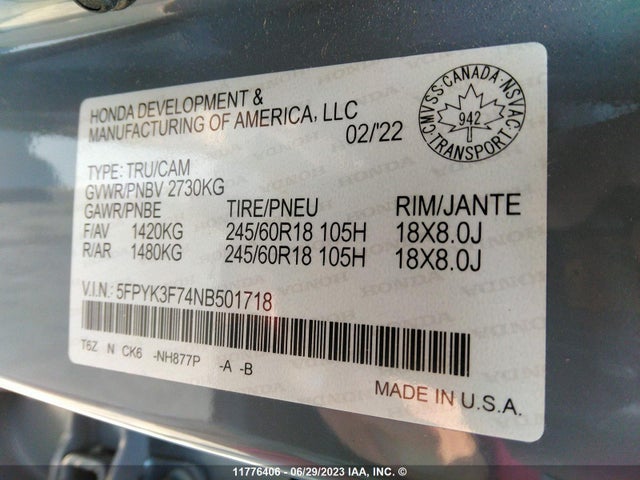 HONDA DEVELOPMENT &
MANUFACTURING OF AMERICA, LLC
02/'22
CMVSS · CANADA · NSVAC
942
TRANSPORT
TYPE: TRU/CAM
GVWR/PNBV 2730KG
GAWR/PNBE TIRE/PNEU RIM/JANTE
F/AV 1420KG 245/60R18 105H 18X8.0J
R/AR 1480KG 245/60R18 105H 18X8.0J
V.I.N.: 5FPYK3F74NB501718
T6Z N CK6 -NH877P -A -B
MADE IN U.S.A.
11776406 - 06/29/2023 IAA, INC. ©